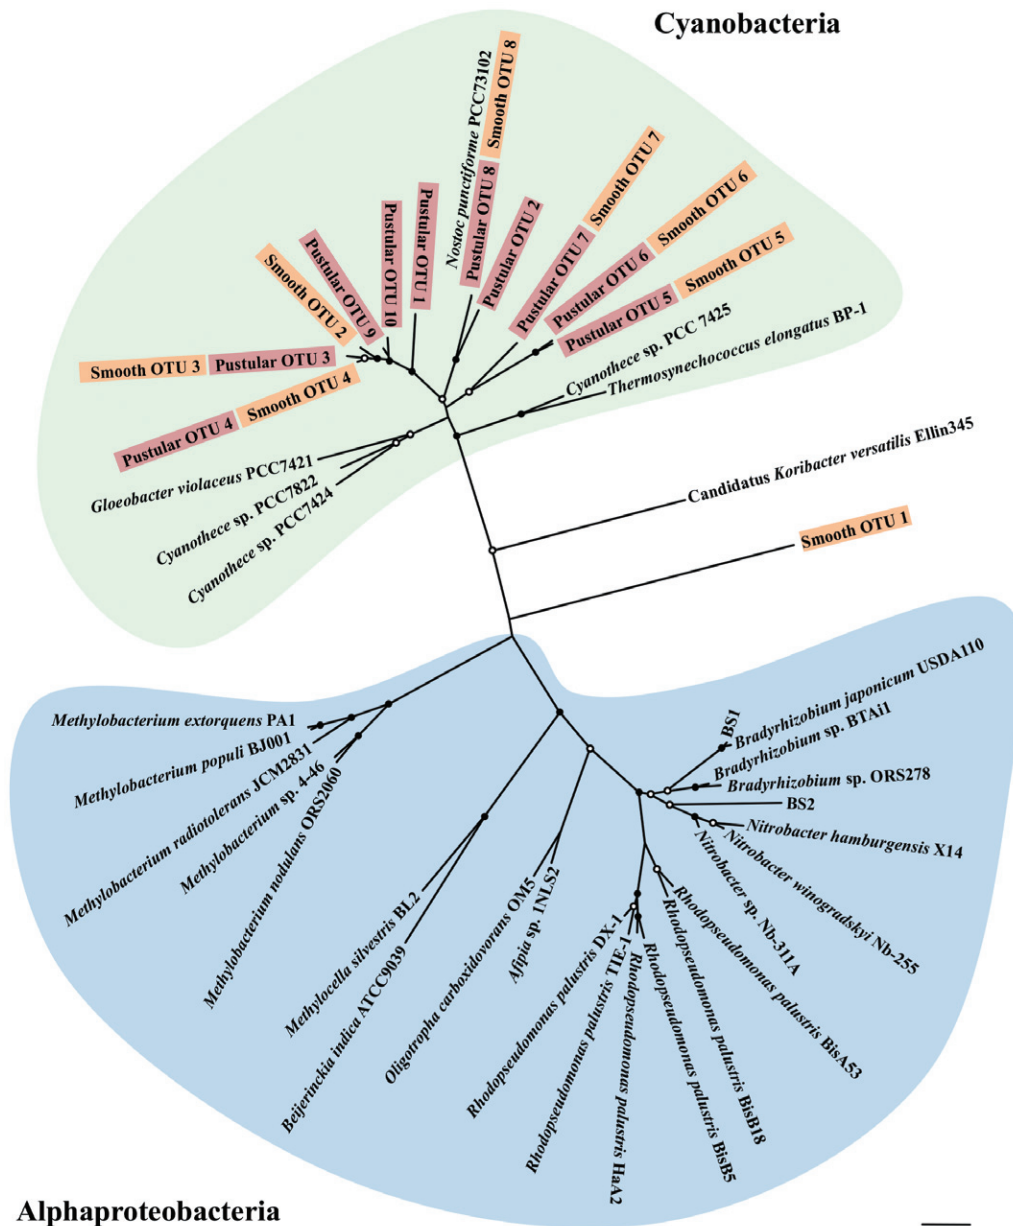 Cyanobacteria
Nostoc punctiforme PCC73102
Smooth OTU 8
Pustular OTU 8
Pustular OTU 2
Smooth OTU 7
Pustular OTU 7
Smooth OTU 6
Pustular OTU 6
Smooth OTU 5
Pustular OTU 5
Cyanothece sp. PCC 7425
Thermosynechococcus elongatus BP-1
Pustular OTU 1
Pustular OTU 10
Pustular OTU 9
Smooth OTU 2
Smooth OTU 3
Pustular OTU 3
Smooth OTU 4
Pustular OTU 4
Gloeobacter violaceus PCC7421
Cyanothece sp. PCC7822
Cyanothece sp. PCC7424
Candidatus Koribacter versatilis Ellin345
Smooth OTU 1
Methylobacterium extorquens PA1
Methylobacterium populi BJ001
Methylobacterium radiotolerans JCM2831
Methylobacterium sp. 4-46
Methylobacterium nodulans ORS2060
Methylocella silvestris BL2
Beijerinckia indica ATCC9039
Oligotropha carboxidovorans OM5
Afipia sp. 1NLS2
Rhodopseudomonas palustris DX-1
Rhodopseudomonas palustris TIE-1
Rhodopseudomonas palustris HaA2
Rhodopseudomonas palustris BisB5
Rhodopseudomonas palustris BisB18
Rhodopseudomonas palustris BisA53
Nitrobacter sp. Nb-311A
Nitrobacter winogradskyi Nb-255
Nitrobacter hamburgensis X14
BS2
Bradyrhizobium sp. ORS278
Bradyrhizobium sp. BTAi1
Bradyrhizobium japonicum USDA110
BS1
Alphaproteobacteria